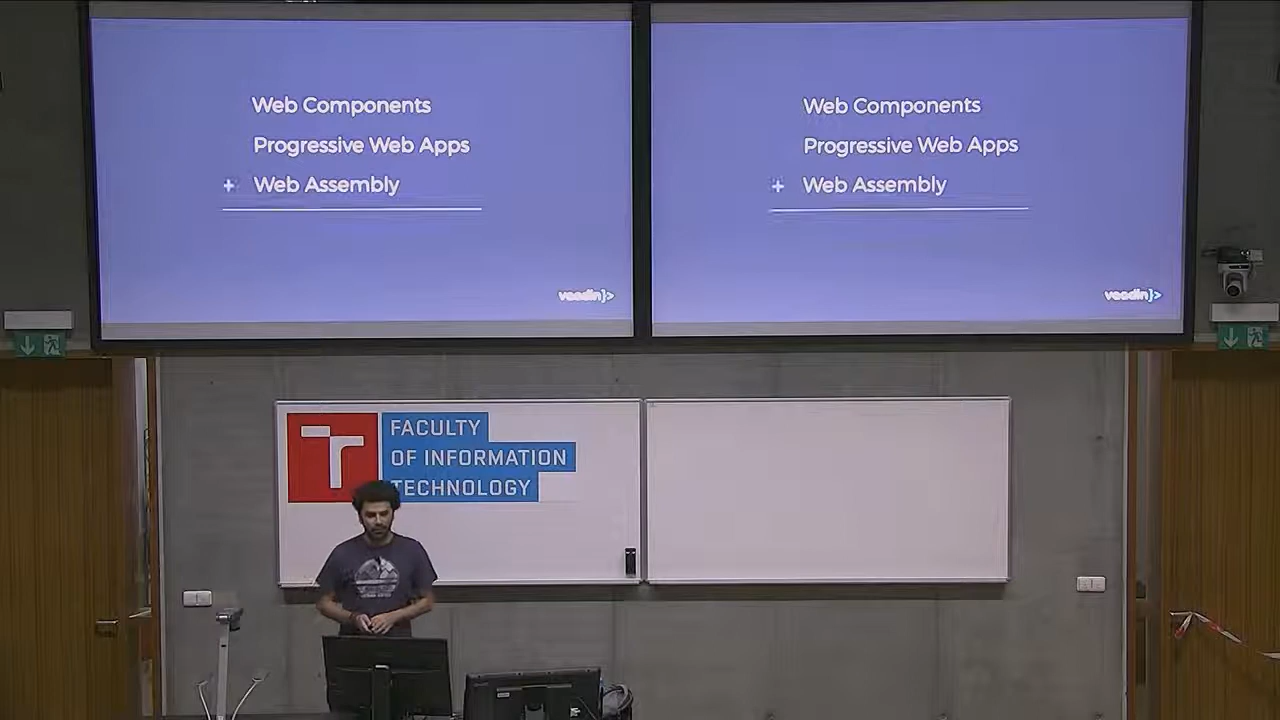 Web Components
Progressive Web Apps
+ Web Assembly
vaadin}>
Web Components
Progressive Web Apps
+ Web Assembly
vaadin}>
FACULTY
OF INFORMATION
TECHNOLOGY